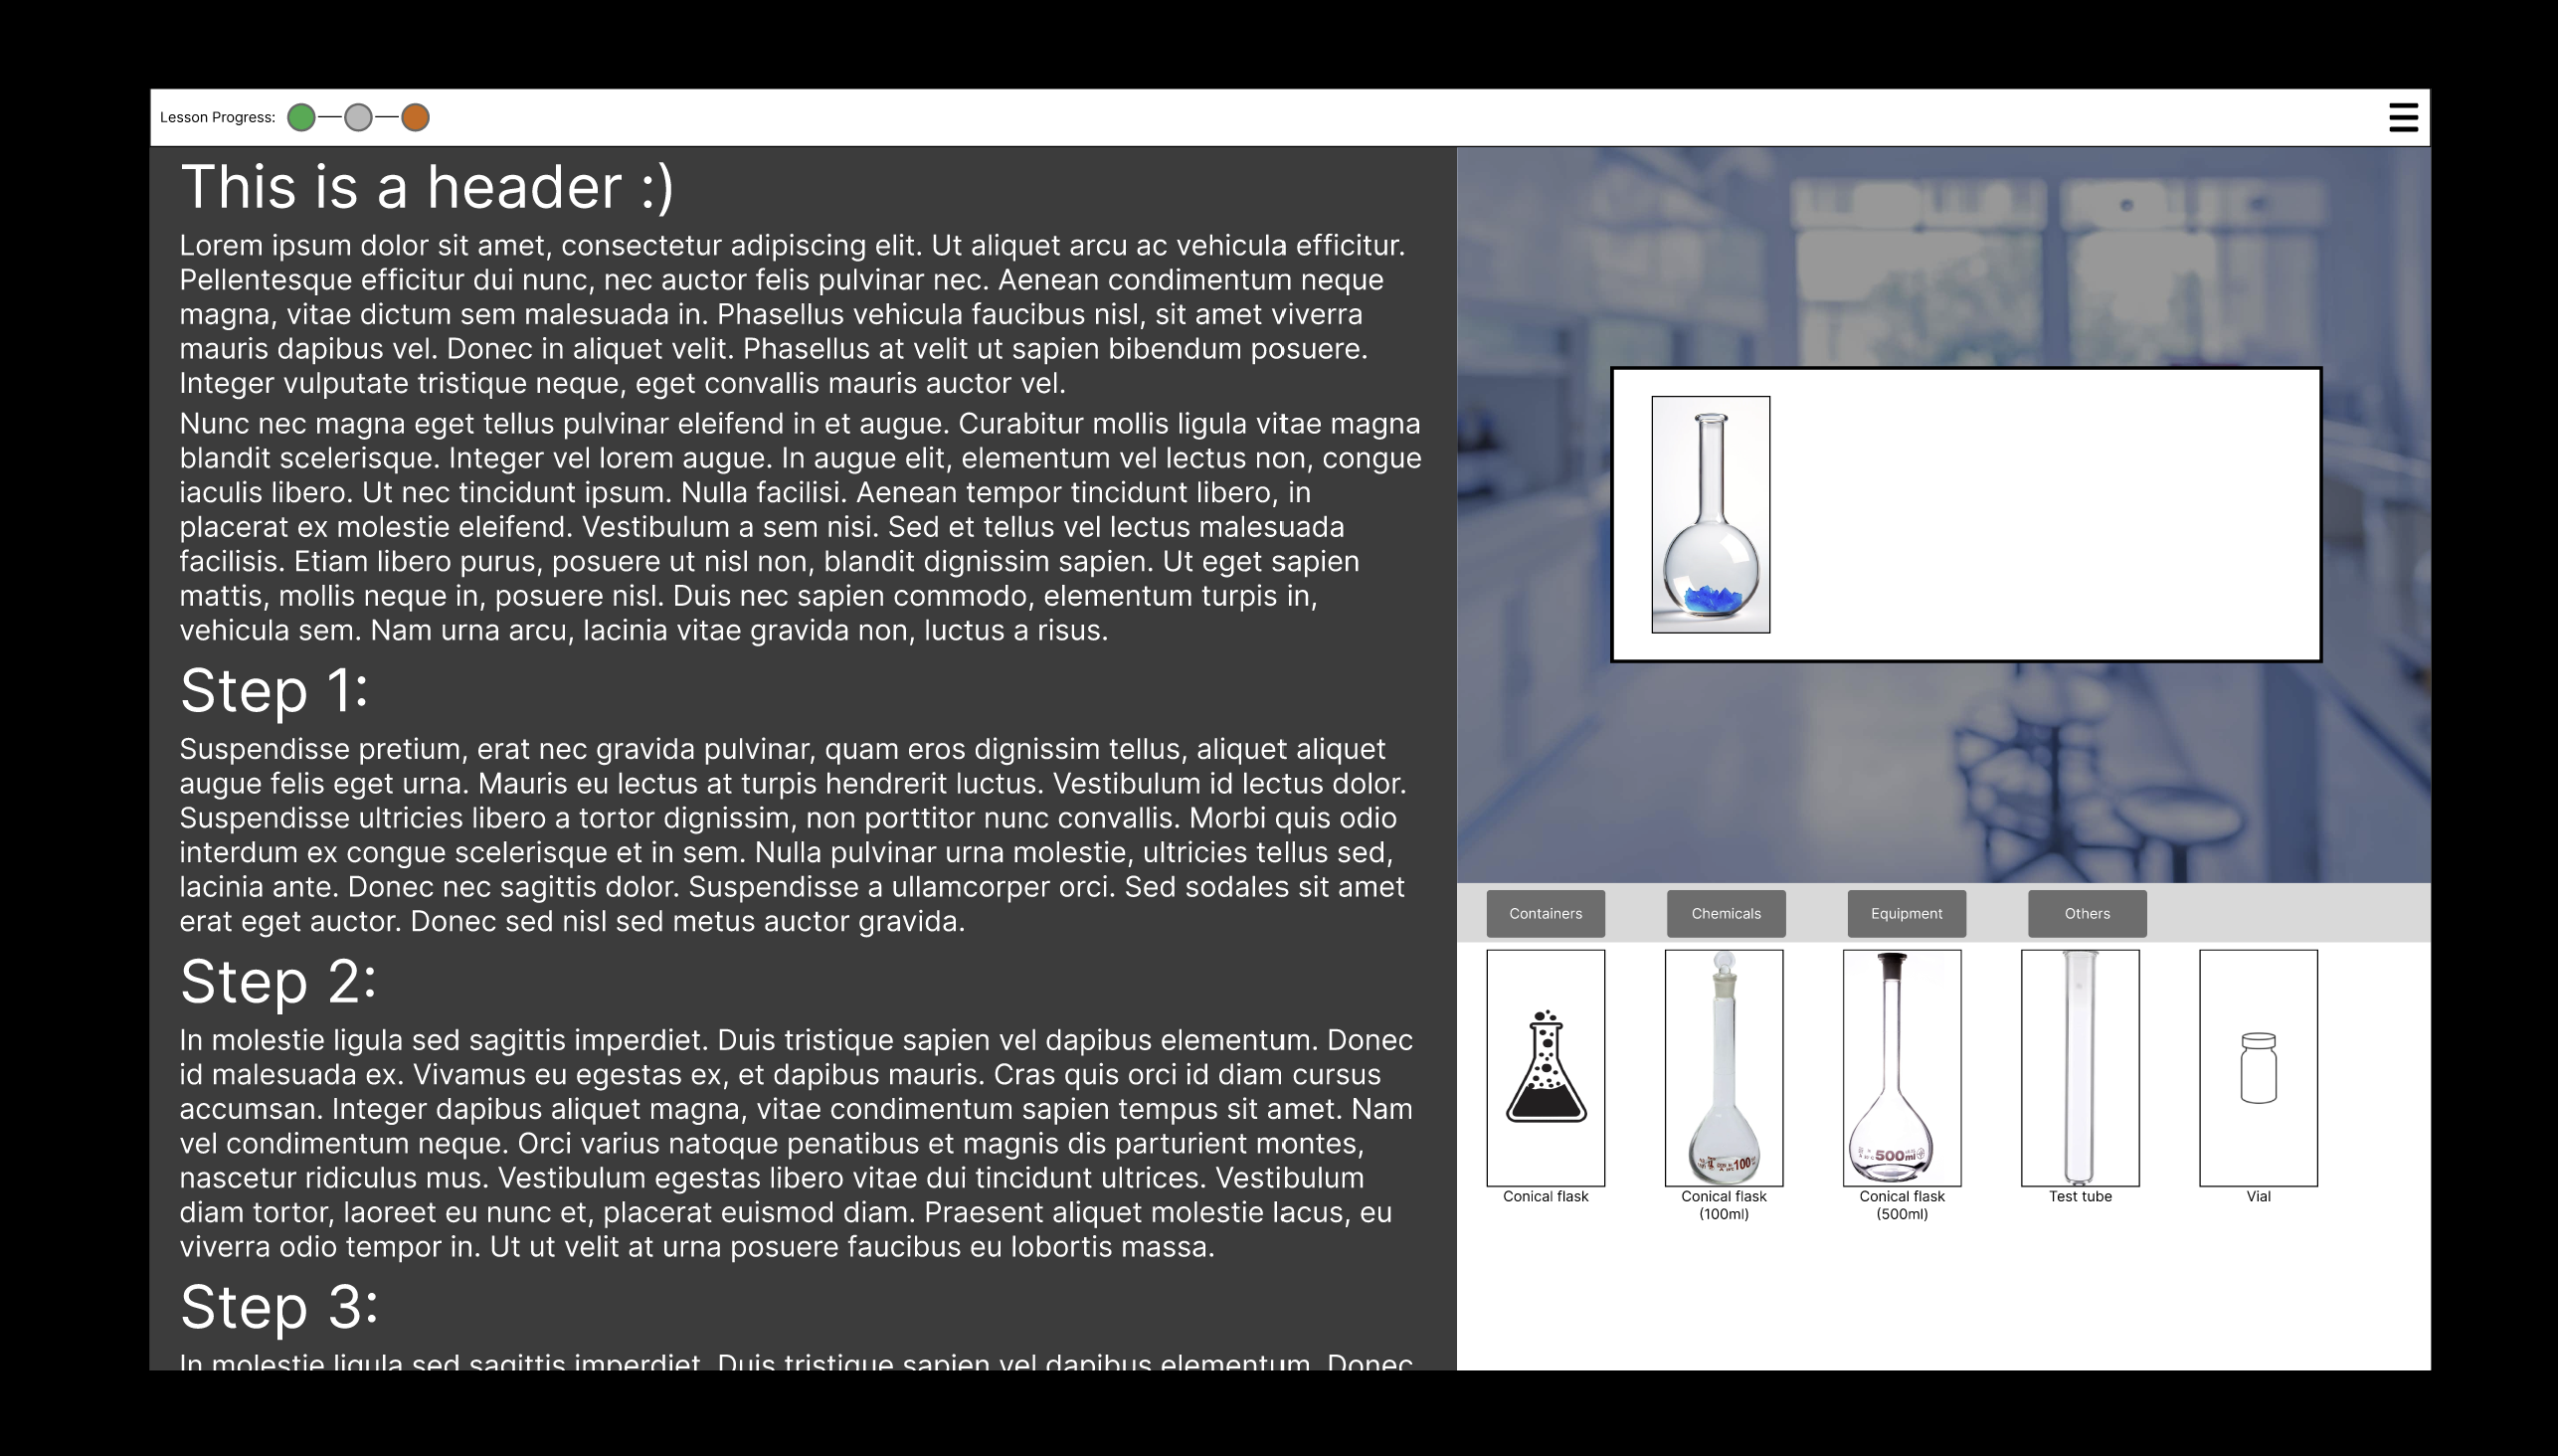 Lesson Progress:
This is a header :)
Lorem ipsum dolor sit amet, consectetur adipiscing elit. Ut aliquet arcu ac vehicula efficitur.
Pellentesque efficitur dui nunc, nec auctor felis pulvinar nec. Aenean condimentum neque
magna, vitae dictum sem malesuada in. Phasellus vehicula faucibus nisl, sit amet viverra
mauris dapibus vel. Donec in aliquet velit. Phasellus at velit ut sapien bibendum posuere.
Integer vulputate tristique neque, eget convallis mauris auctor vel.
Nunc nec magna eget tellus pulvinar eleifend in et augue. Curabitur mollis ligula vitae magna
blandit scelerisque. Integer vel lorem augue. In augue elit, elementum vel lectus non, congue
iaculis libero. Ut nec tincidunt ipsum. Nulla facilisi. Aenean tempor tincidunt libero, in
placerat ex molestie eleifend. Vestibulum a sem nisi. Sed et tellus vel lectus malesuada
facilisis. Etiam libero purus, posuere ut nisl non, blandit dignissim sapien. Ut eget sapien
mattis, mollis neque in, posuere nisl. Duis nec sapien commodo, elementum turpis in,
vehicula sem. Nam urna arcu, lacinia vitae gravida non, luctus a risus.
Step 1:
Suspendisse pretium, erat nec gravida pulvinar, quam eros dignissim tellus, aliquet aliquet
augue felis eget urna. Mauris eu lectus at turpis hendrerit luctus. Vestibulum id lectus dolor.
Suspendisse ultricies libero a tortor dignissim, non porttitor nunc convallis. Morbi quis odio
interdum ex congue scelerisque et in sem. Nulla pulvinar urna molestie, ultricies tellus sed,
lacinia ante. Donec nec sagittis dolor. Suspendisse a ullamcorper orci. Sed sodales sit amet
erat eget auctor. Donec sed nisl sed metus auctor gravida.
Step 2:
In molestie ligula sed sagittis imperdiet. Duis tristique sapien vel dapibus elementum. Donec
id malesuada ex. Vivamus eu egestas ex, et dapibus mauris. Cras quis orci id diam cursus
accumsan. Integer dapibus aliquet magna, vitae condimentum sapien tempus sit amet. Nam
vel condimentum neque. Orci varius natoque penatibus et magnis dis parturient montes,
nascetur ridiculus mus. Vestibulum egestas libero vitae dui tincidunt ultrices. Vestibulum
diam tortor, laoreet eu nunc et, placerat euismod diam. Praesent aliquet molestie lacus, eu
viverra odio tempor in. Ut ut velit at urna posuere faucibus eu lobortis massa.
Step 3:
In molestie ligula sed sagittis imperdiet. Duis tristique sapien vel dapibus elementum. Donec
Containers
Chemicals
Equipment
Others
100
500ml
Conical flask
Conical flask
(100ml)
Conical flask
(500ml)
Test tube
Vial